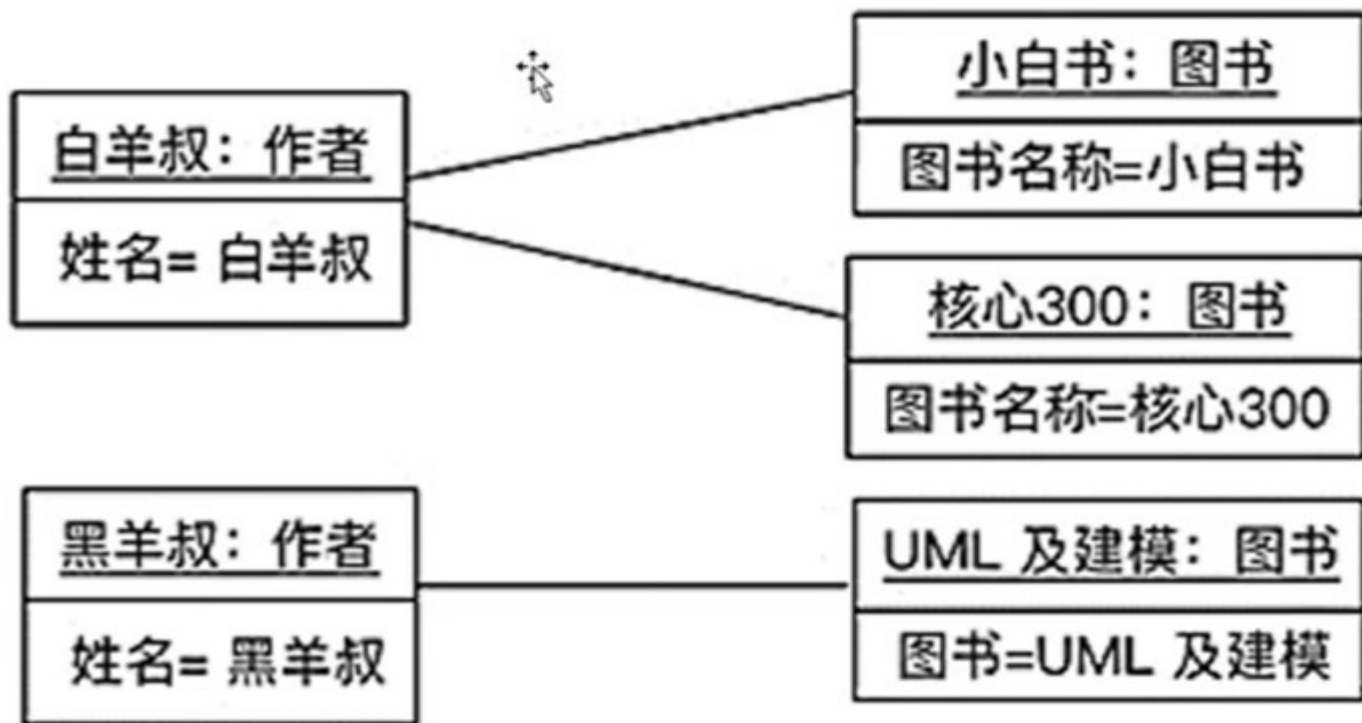 白羊叔：作者
姓名= 白羊叔
小白书：图书
图书名称=小白书
核心300：图书
图书名称=核心300
黑羊叔：作者
姓名= 黑羊叔
UML 及建模：图书
图书=UML 及建模